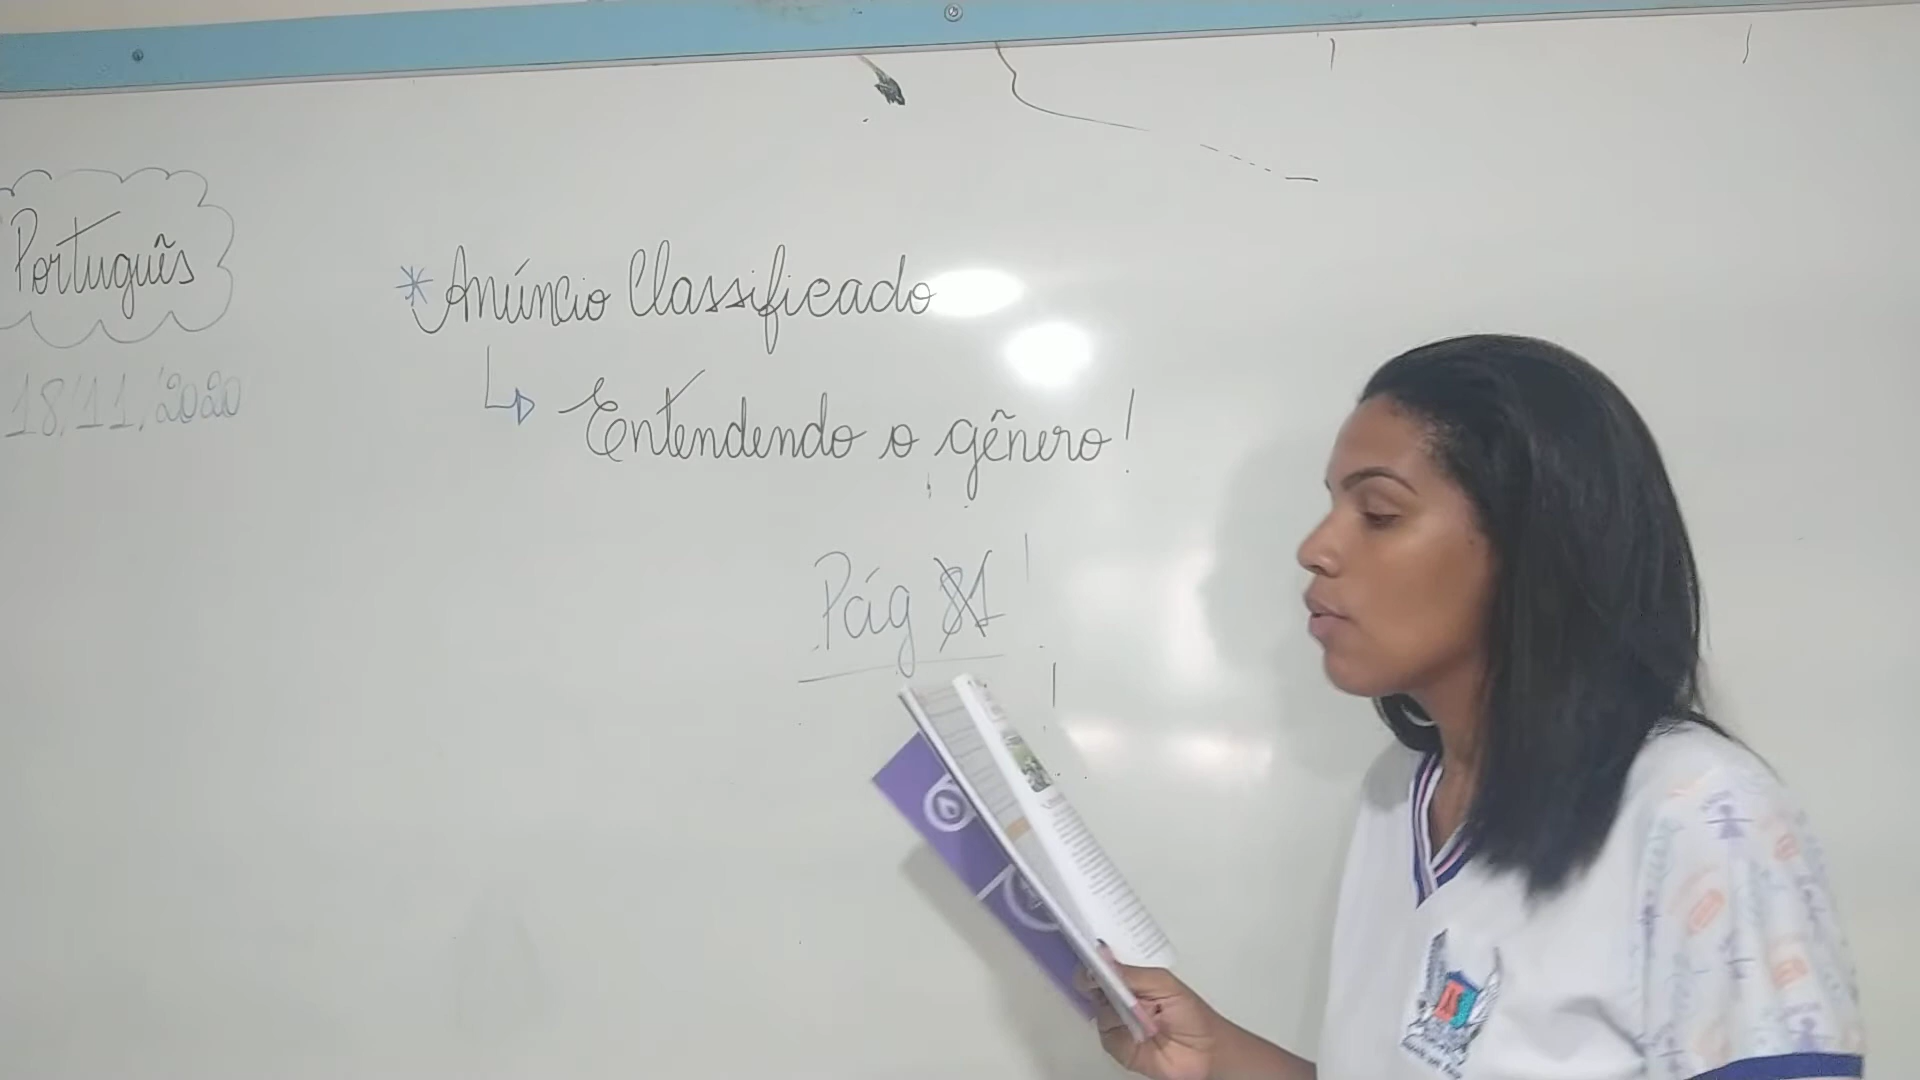 Português
18/11/2020
* Anúncio Classificado
Entendendo o gênero!
Pág 81